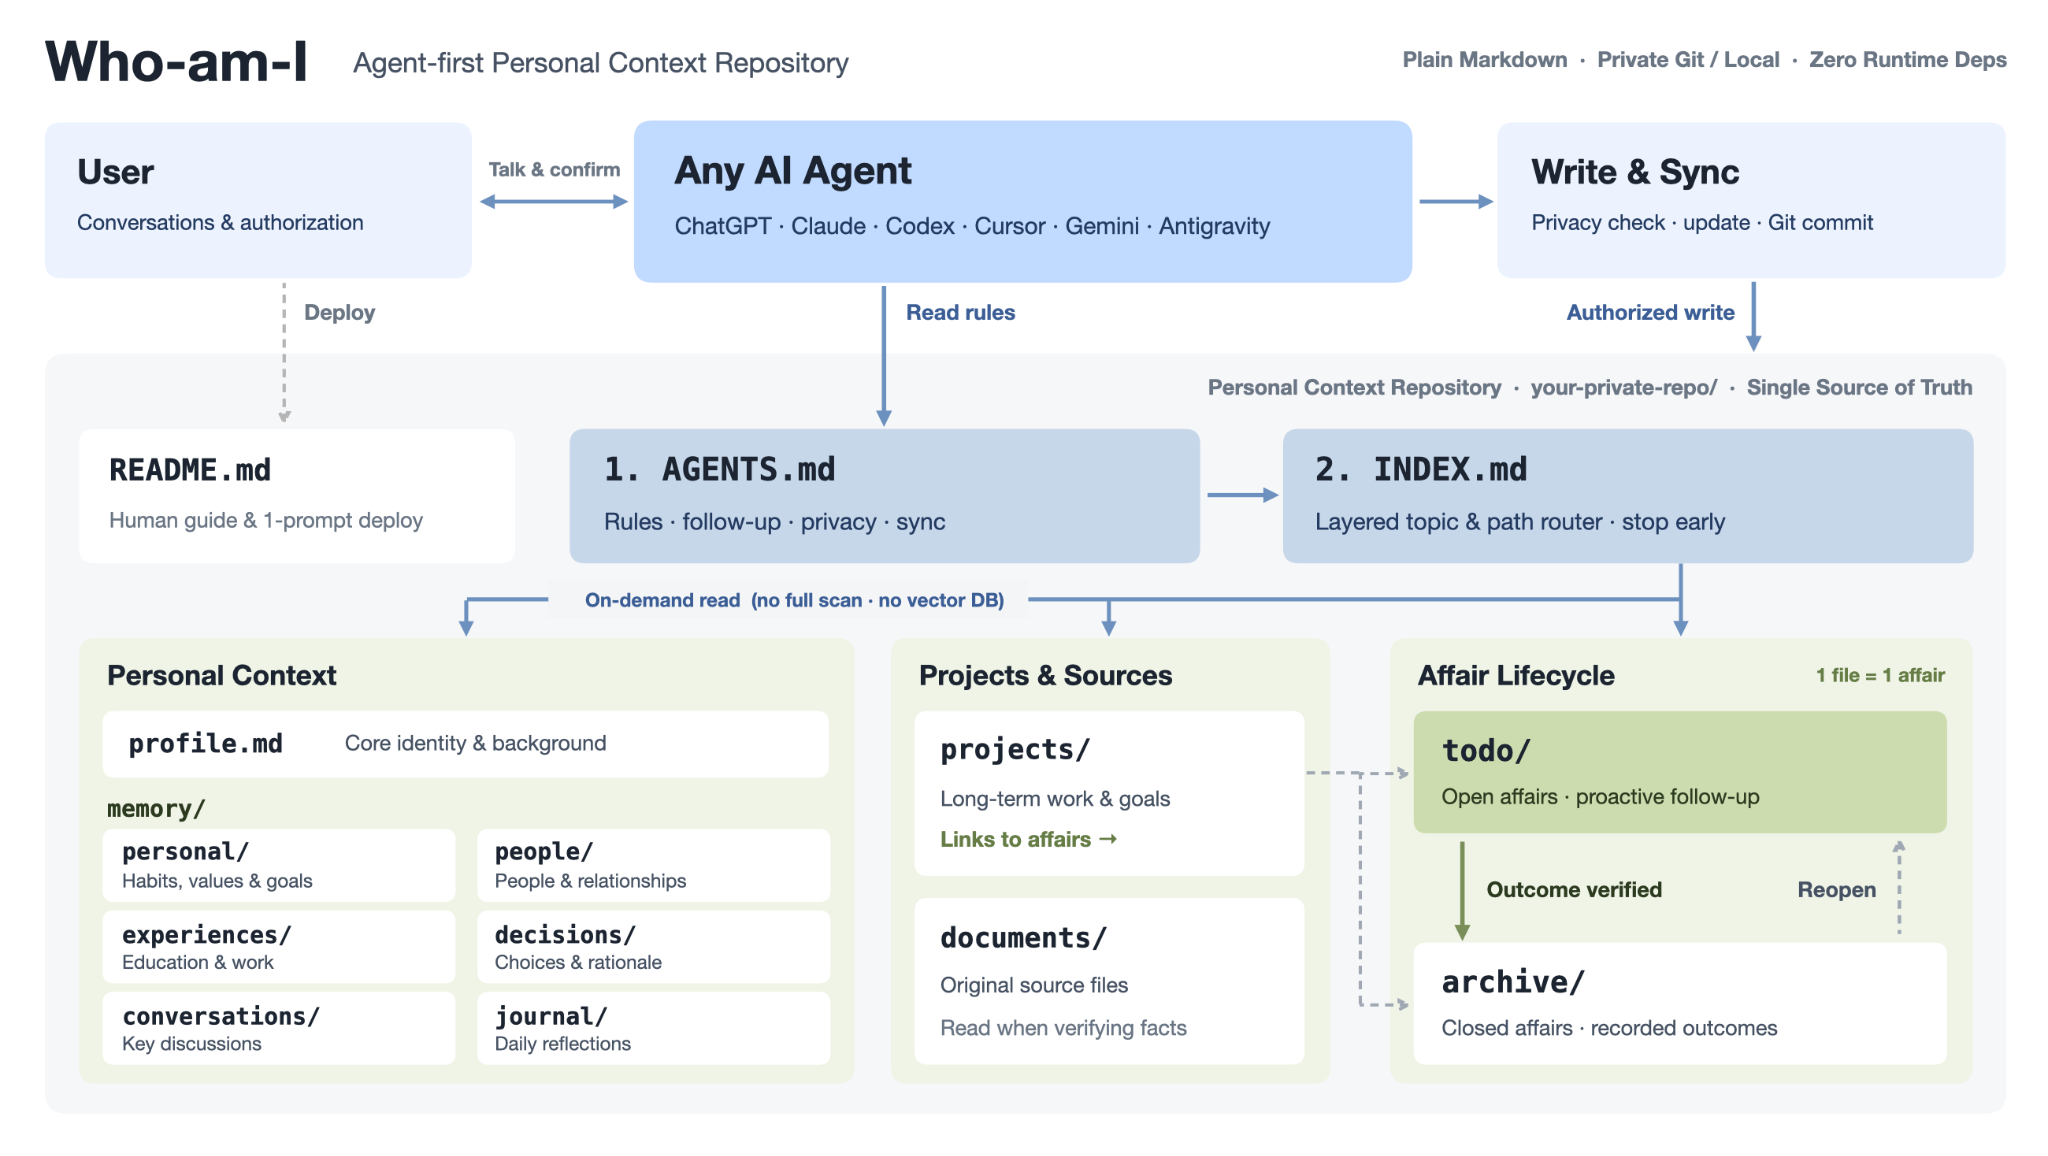 Who-am-I
Agent-first Personal Context Repository
Plain Markdown · Private Git / Local · Zero Runtime Deps
User
Conversations & authorization
Talk & confirm
Any AI Agent
ChatGPT · Claude · Codex · Cursor · Gemini · Antigravity
Write & Sync
Privacy check · update · Git commit
Deploy
Read rules
Authorized write
Personal Context Repository · your-private-repo/ · Single Source of Truth
README.md
Human guide & 1-prompt deploy
1. AGENTS.md
Rules · follow-up · privacy · sync
2. INDEX.md
Layered topic & path router · stop early
On-demand read (no full scan · no vector DB)
Personal Context
profile.md
Core identity & background
memory/
personal/
Habits, values & goals
people/
People & relationships
experiences/
Education & work
decisions/
Choices & rationale
conversations/
Key discussions
journal/
Daily reflections
Projects & Sources
projects/
Long-term work & goals
Links to affairs →
documents/
Original source files
Read when verifying facts
Affair Lifecycle
1 file = 1 affair
todo/
Open affairs · proactive follow-up
Outcome verified
Reopen
archive/
Closed affairs · recorded outcomes